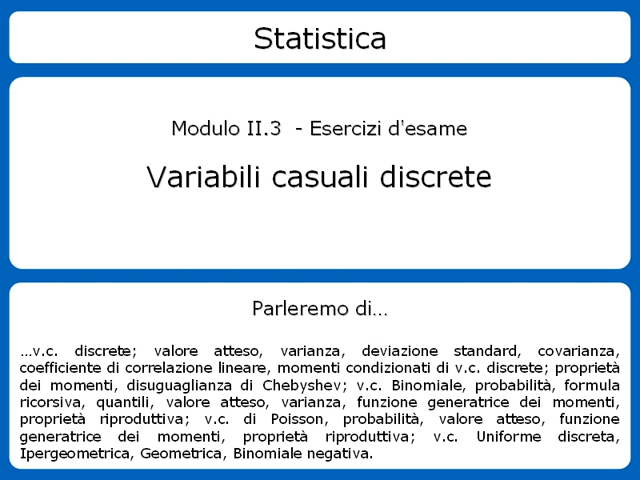 Statistica
Modulo II.3 - Esercizi d'esame
Variabili casuali discrete
Parleremo di...
...v.c. discrete; valore atteso, varianza, deviazione standard, covarianza,
coefficiente di correlazione lineare, momenti condizionati di v.c. discrete; proprietà
dei momenti, disuguaglianza di Chebyshev; v.c. Binomiale, probabilità, formula
ricorsiva, quantili, valore atteso, varianza, funzione generatrice dei momenti,
proprietà riproduttiva; v.c. di Poisson, probabilità, valore atteso, funzione
generatrice dei momenti, proprietà riproduttiva; v.c. Uniforme discreta,
Ipergeometrica, Geometrica, Binomiale negativa.